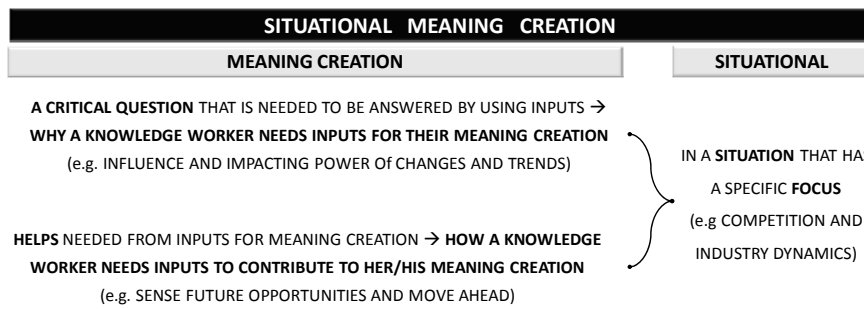 SITUATIONAL MEANING CREATION
MEANING CREATION
SITUATIONAL
A CRITICAL QUESTION THAT IS NEEDED TO BE ANSWERED BY USING INPUTS →
WHY A KNOWLEDGE WORKER NEEDS INPUTS FOR THEIR MEANING CREATION
(e.g. INFLUENCE AND IMPACTING POWER Of CHANGES AND TRENDS)
HELPS NEEDED FROM INPUTS FOR MEANING CREATION → HOW A KNOWLEDGE
WORKER NEEDS INPUTS TO CONTRIBUTE TO HER/HIS MEANING CREATION
(e.g. SENSE FUTURE OPPORTUNITIES AND MOVE AHEAD)
IN A SITUATION THAT HAS
A SPECIFIC FOCUS
(e.g COMPETITION AND
INDUSTRY DYNAMICS)